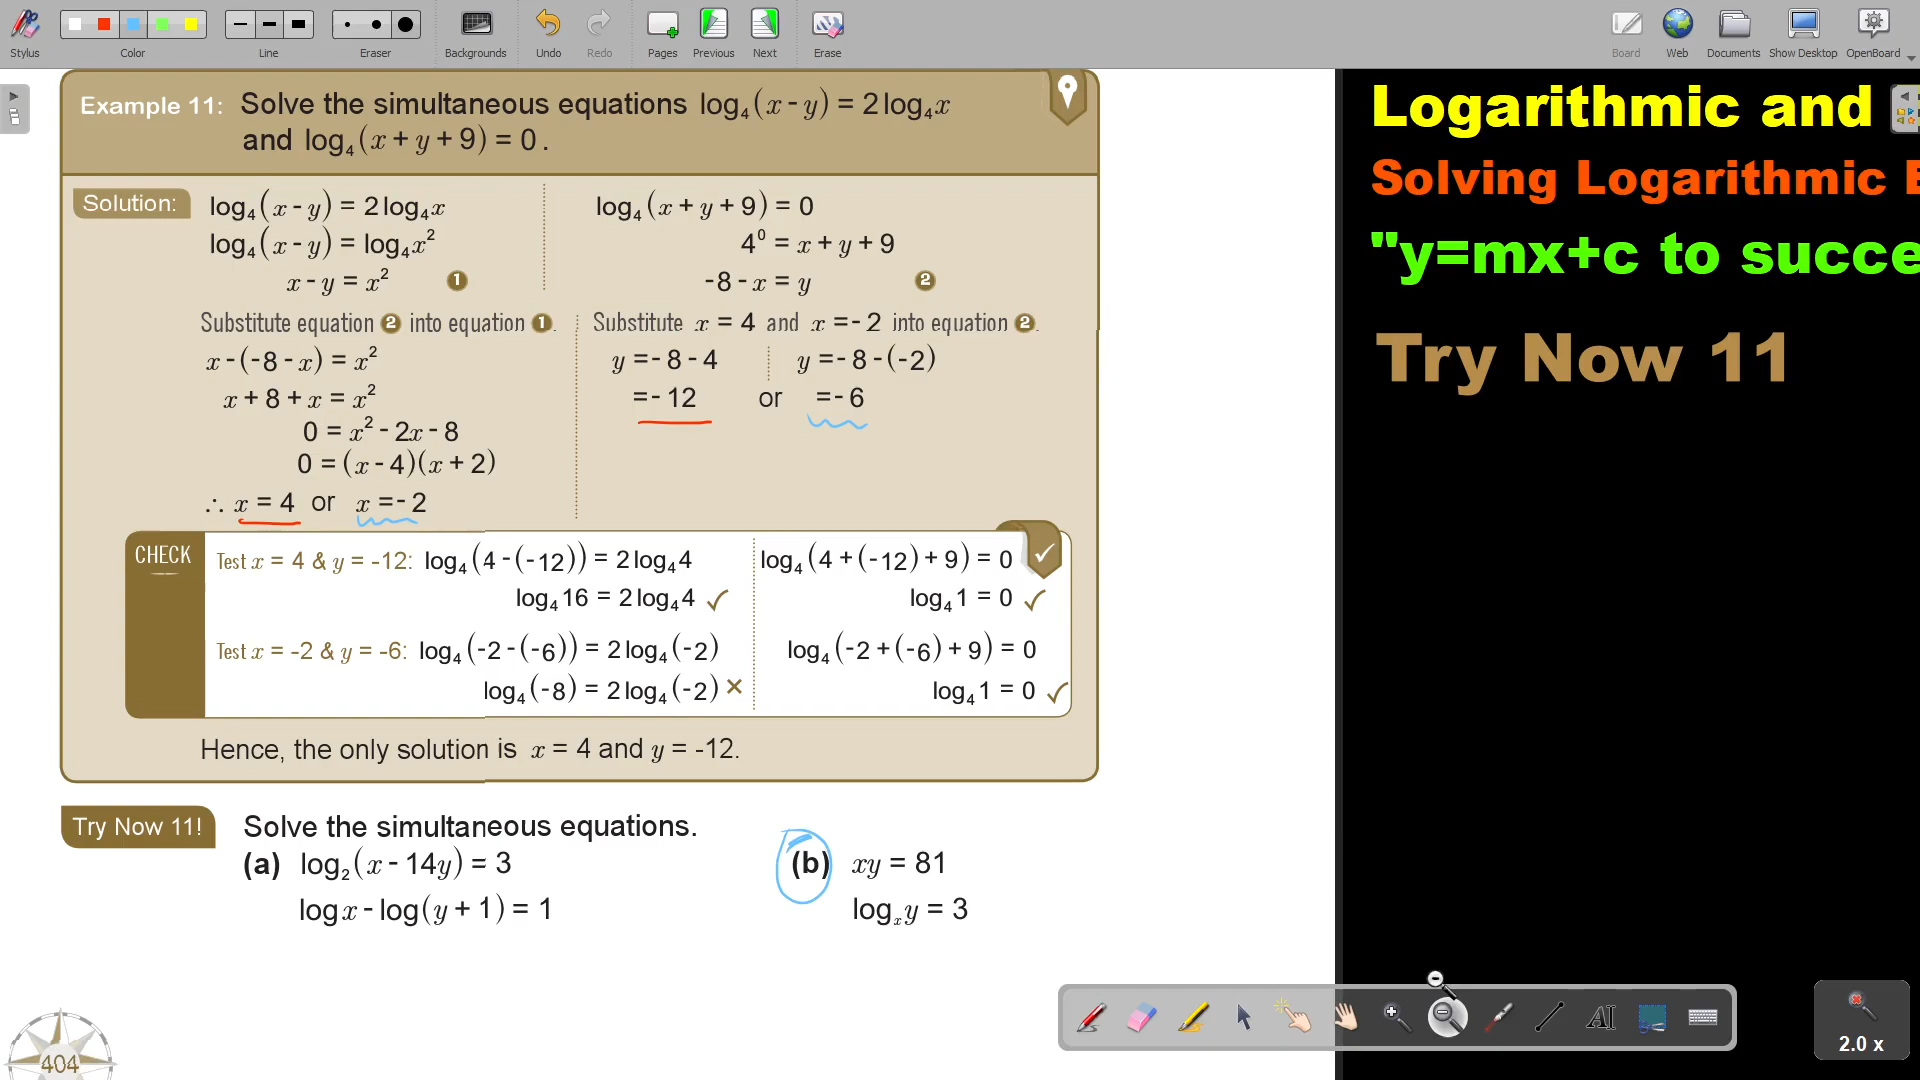 Stylus Color Line Eraser Backgrounds Undo Redo Pages Previous Next Erase Board Web Documents Show Desktop OpenBoard
Example 11: Solve the simultaneous equations log₄(x - y) = 2 log₄x
and log₄(x + y + 9) = 0.
Solution:
log₄(x - y) = 2 log₄x
log₄(x - y) = log₄x²
x - y = x² 1
log₄(x + y + 9) = 0
4⁰ = x + y + 9
-8 - x = y 2
Substitute equation 2 into equation 1.
x - (-8 - x) = x²
x + 8 + x = x²
0 = x² - 2x - 8
0 = (x - 4)(x + 2)
∴ x = 4 or x = -2
Substitute x = 4 and x = -2 into equation 2.
y = -8 - 4 y = -8 - (-2)
= -12 or = -6
CHECK
Test x = 4 & y = -12: log₄(4 - (-12)) = 2 log₄4 log₄(4 + (-12) + 9) = 0
log₄16 = 2 log₄4 ✓ log₄1 = 0 ✓
Test x = -2 & y = -6: log₄(-2 - (-6)) = 2 log₄(-2) log₄(-2 + (-6) + 9) = 0
log₄(-8) = 2 log₄(-2) × log₄1 = 0 ✓
Hence, the only solution is x = 4 and y = -12.
Try Now 11! Solve the simultaneous equations.
(a) log₂(x - 14y) = 3
log x - log(y + 1) = 1
(b) xy = 81
logₓy = 3
404
Logarithmic and
Solving Logarithmic E
"y=mx+c to succe
Try Now 11
2.0 x